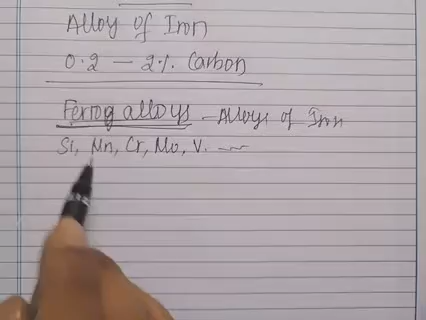 Alloy of Iron
0.2 – 2% Carbon
Ferroalloys – Alloys of Iron
Si, Mn, Cr, Mo, V.